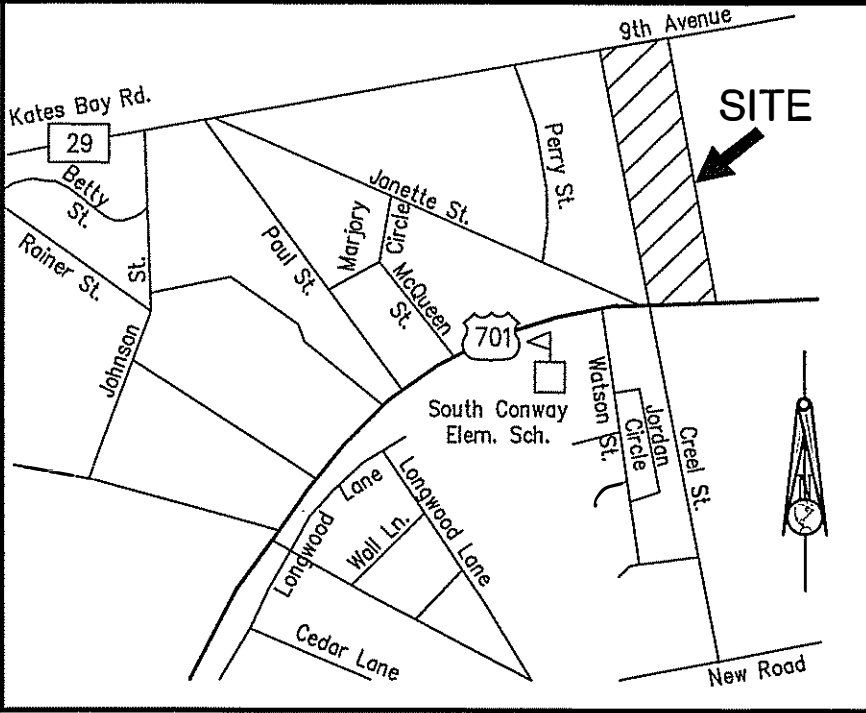 9th Avenue
Kates Bay Rd.
29
SITE
Betty
St.
Perry St.
Janette St.
Marjory
Circle
Paul St.
Rainer St.
St.
McQueen
St.
701
Johnson
South Conway
Elem. Sch.
Watson St.
Jordan
Circle
Creel St.
Longwood Lane
Longwood Lane
Wall Ln.
Cedar Lane
New Road